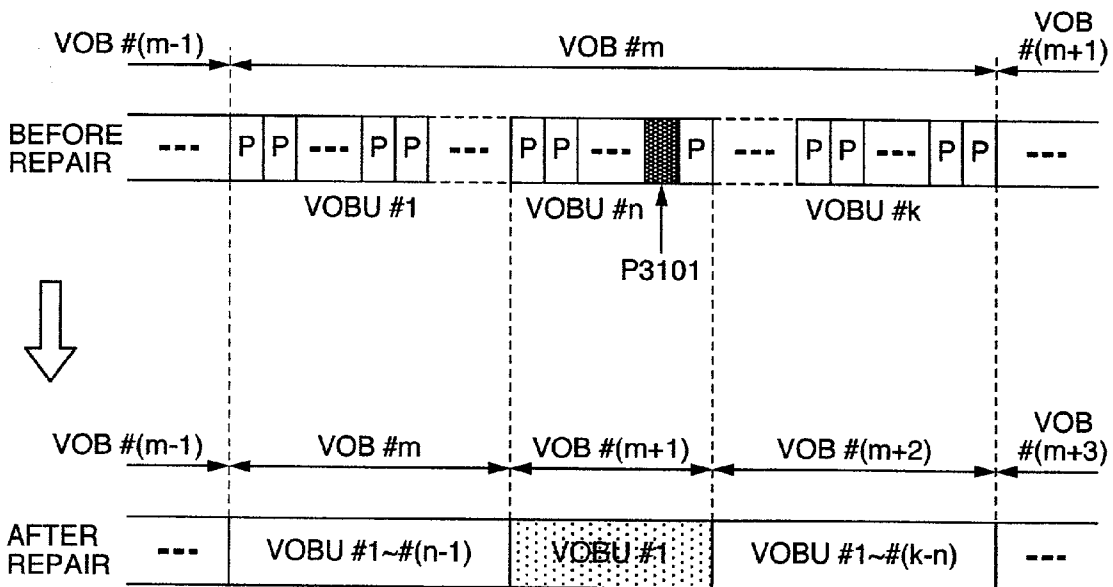 VOB #(m-1)
VOB #m
VOB
#(m+1)
BEFORE
REPAIR
--- P P --- P P --- P P --- P --- P P --- P P ---
VOBU #1
VOBU #n
VOBU #k
P3101
VOB #(m-1)
VOB #m
VOB #(m+1)
VOB #(m+2)
VOB
#(m+3)
AFTER
REPAIR
--- VOBU #1~#(n-1) VOBU #1 VOBU #1~#(k-n) ---